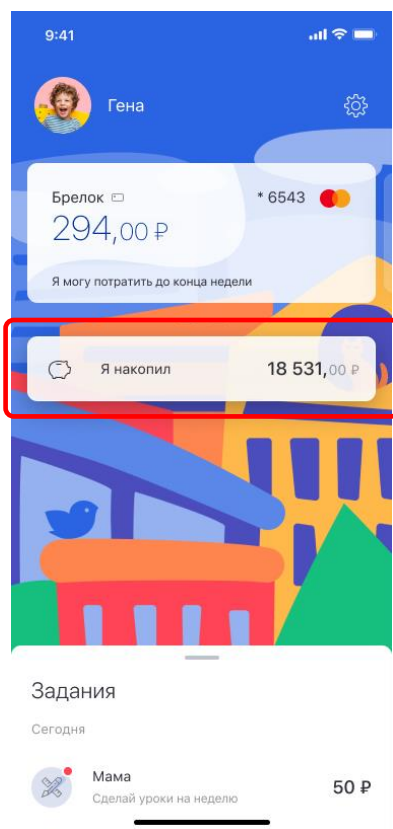 9:41
Гена
Брелок
* 6543
294,00 ₽
Я могу потратить до конца недели
Я накопил
18 531,00 ₽
Задания
Сегодня
Мама
50 ₽
Сделай уроки на неделю